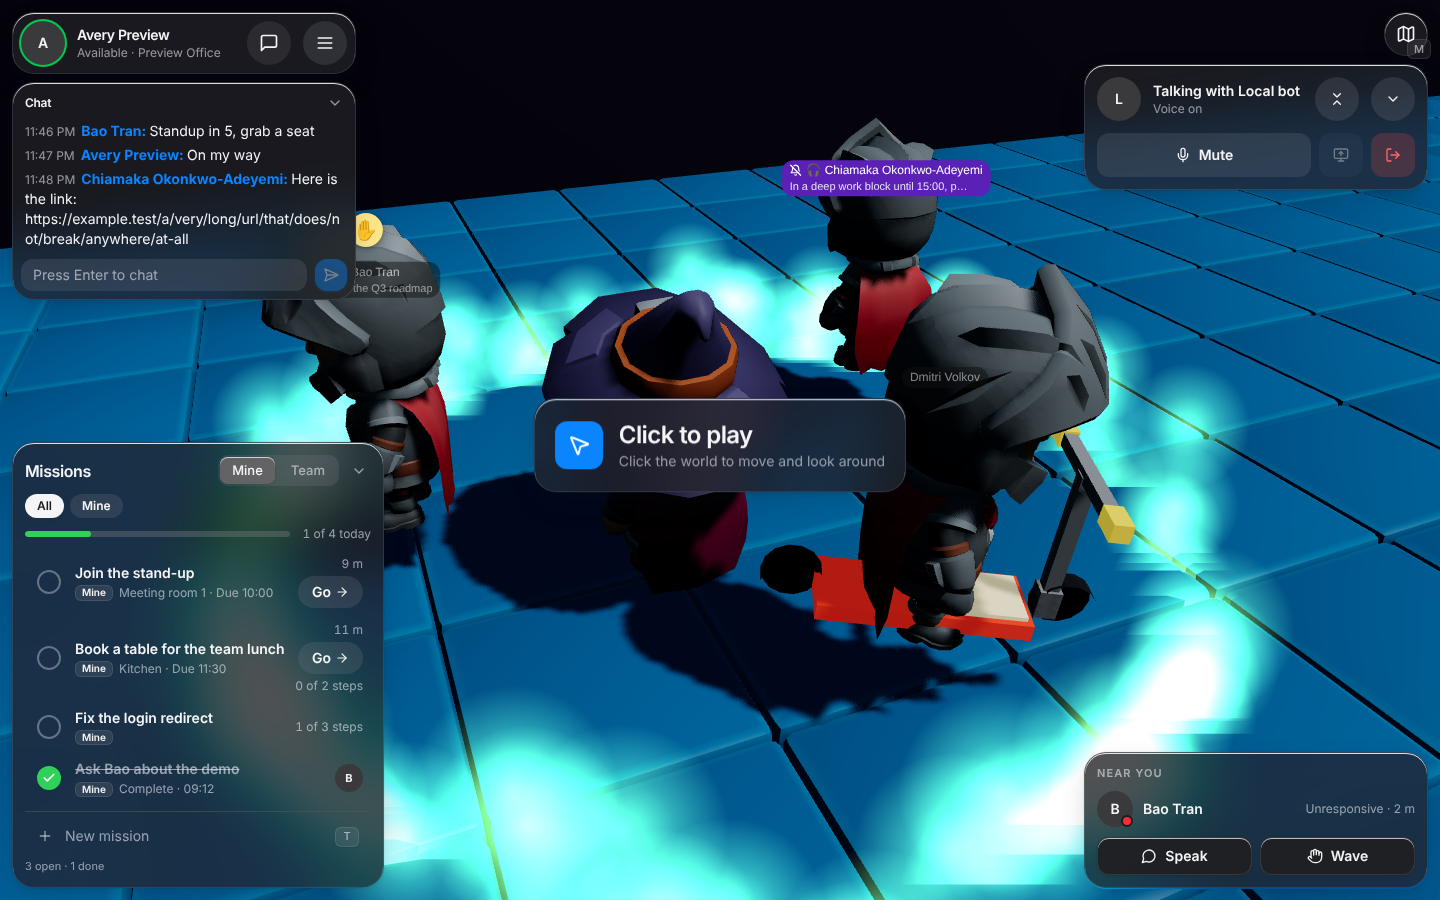 A
Avery Preview
Available · Preview Office
M
Chat
11:46 PM Bao Tran: Standup in 5, grab a seat
11:47 PM Avery Preview: On my way
11:48 PM Chiamaka Okonkwo-Adeyemi: Here is
the link:
https://example.test/a/very/long/url/that/does/n
ot/break/anywhere/at-all
Press Enter to chat
L
Talking with Local bot
Voice on
Mute
Chiamaka Okonkwo-Adeyemi
In a deep work block until 15:00, p…
Bao Tran
the Q3 roadmap
Dmitri Volkov
Click to play
Click the world to move and look around
Missions
Mine
Team
All
Mine
1 of 4 today
Join the stand-up
Mine Meeting room 1 · Due 10:00
9 m
Go
Book a table for the team lunch
Mine Kitchen · Due 11:30
11 m
Go
0 of 2 steps
Fix the login redirect
Mine
1 of 3 steps
Ask Bao about the demo
Mine Complete · 09:12
B
New mission
T
3 open · 1 done
NEAR YOU
B
Bao Tran
Unresponsive · 2 m
Speak
Wave